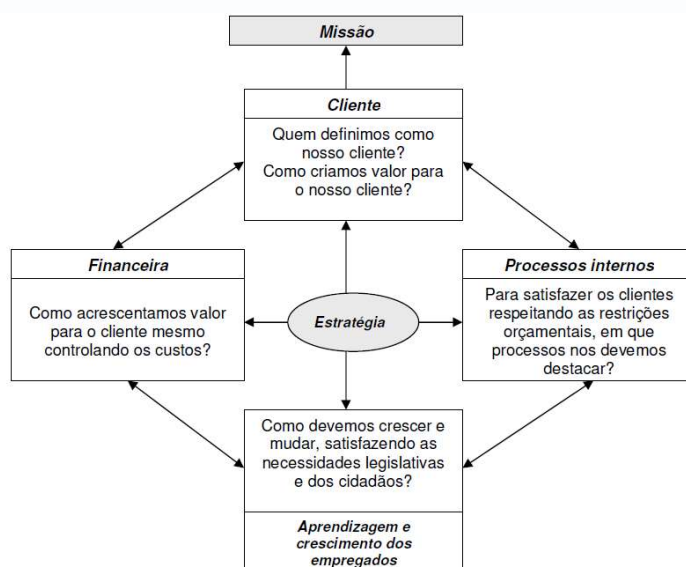 Missão
Cliente
Quem definimos como
nosso cliente?
Como criamos valor para
o nosso cliente?
Financeira
Como acrescentamos valor
para o cliente mesmo
controlando os custos?
Estratégia
Processos internos
Para satisfazer os clientes
respeitando as restrições
orçamentais, em que
processos nos devemos
destacar?
Como devemos crescer e
mudar, satisfazendo as
necessidades legislativas
e dos cidadãos?
Aprendizagem e
crescimento dos
empregados